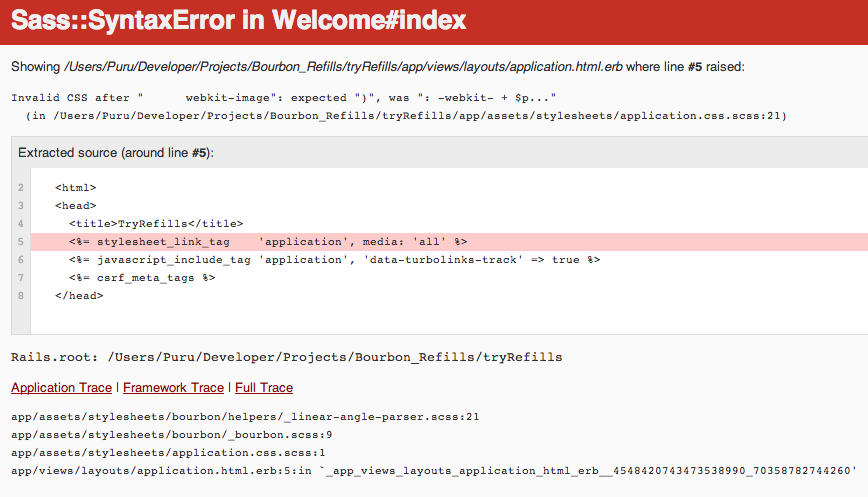 Sass::SyntaxError in Welcome#index
Showing /Users/Puru/Developer/Projects/Bourbon_Refills/tryRefills/app/views/layouts/application.html.erb where line #5 raised:
Invalid CSS after "      webkit-image": expected ")", was ": -webkit- + $p..."
  (in /Users/Puru/Developer/Projects/Bourbon_Refills/tryRefills/app/assets/stylesheets/application.css.scss:21)
Extracted source (around line #5):
2 <html>
3 <head>
4   <title>TryRefills</title>
5   <%= stylesheet_link_tag    'application', media: 'all' %>
6   <%= javascript_include_tag 'application', 'data-turbolinks-track' => true %>
7   <%= csrf_meta_tags %>
8 </head>
Rails.root: /Users/Puru/Developer/Projects/Bourbon_Refills/tryRefills
Application Trace | Framework Trace | Full Trace
app/assets/stylesheets/bourbon/helpers/_linear-angle-parser.scss:21
app/assets/stylesheets/bourbon/_bourbon.scss:9
app/assets/stylesheets/application.css.scss:1
app/views/layouts/application.html.erb:5:in `_app_views_layouts_application_html_erb__4548420743473538990_70358782744260'